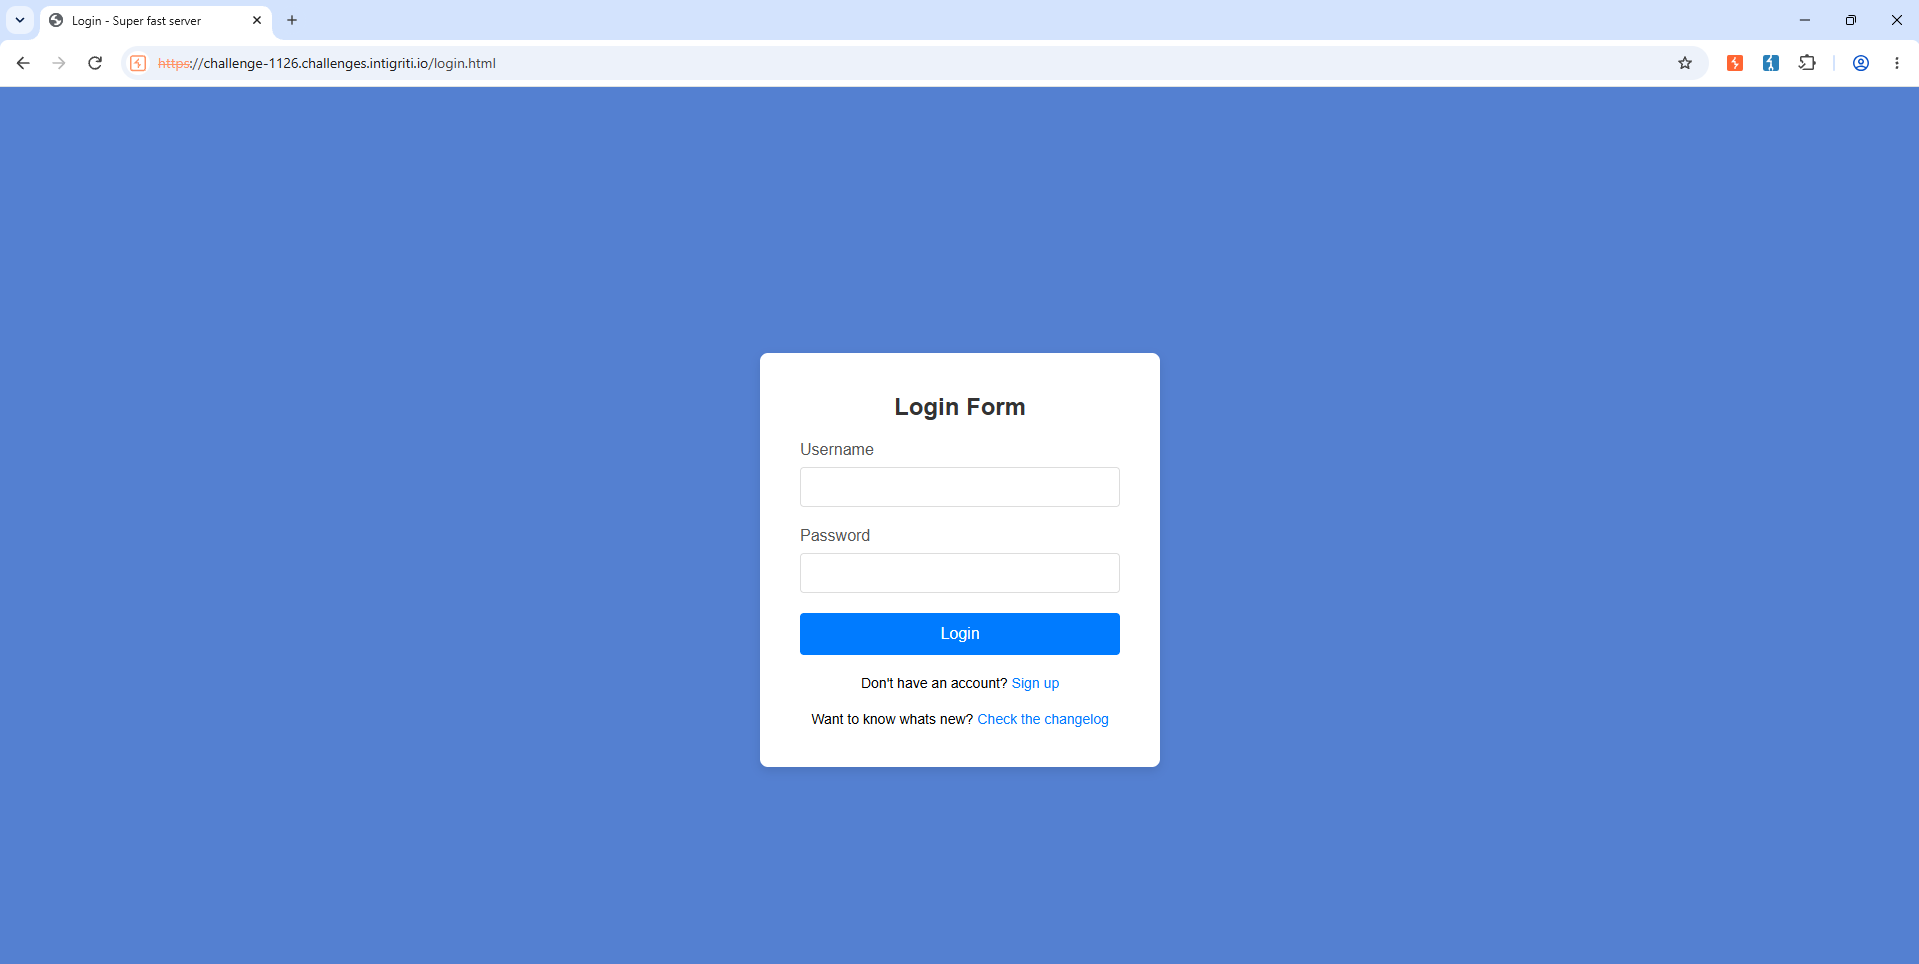 Login - Super fast server
https://challenge-1126.challenges.intigriti.io/login.html
Login Form
Username
Password
Login
Don't have an account? Sign up
Want to know whats new? Check the changelog